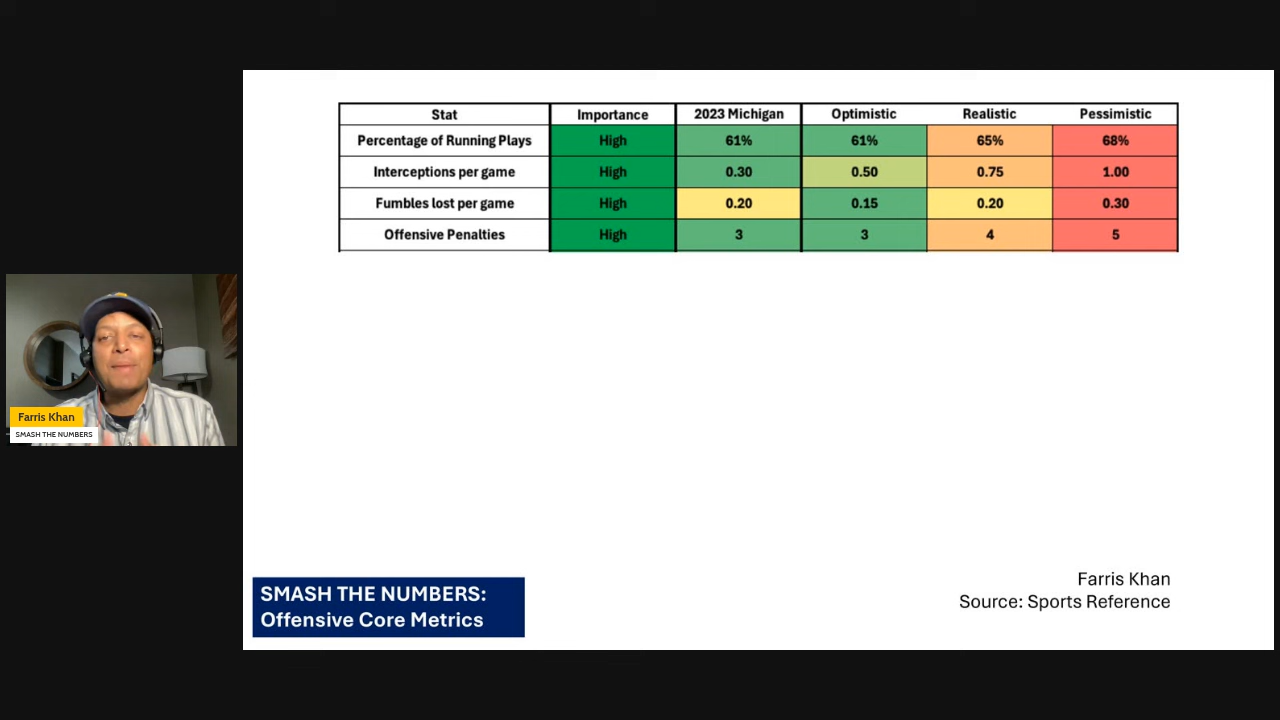 Stat Importance 2023 Michigan Optimistic Realistic Pessimistic
Percentage of Running Plays High 61% 61% 65% 68%
Interceptions per game High 0.30 0.50 0.75 1.00
Fumbles lost per game High 0.20 0.15 0.20 0.30
Offensive Penalties High 3 3 4 5
Farris Khan
SMASH THE NUMBERS
SMASH THE NUMBERS:
Offensive Core Metrics
Farris Khan
Source: Sports Reference